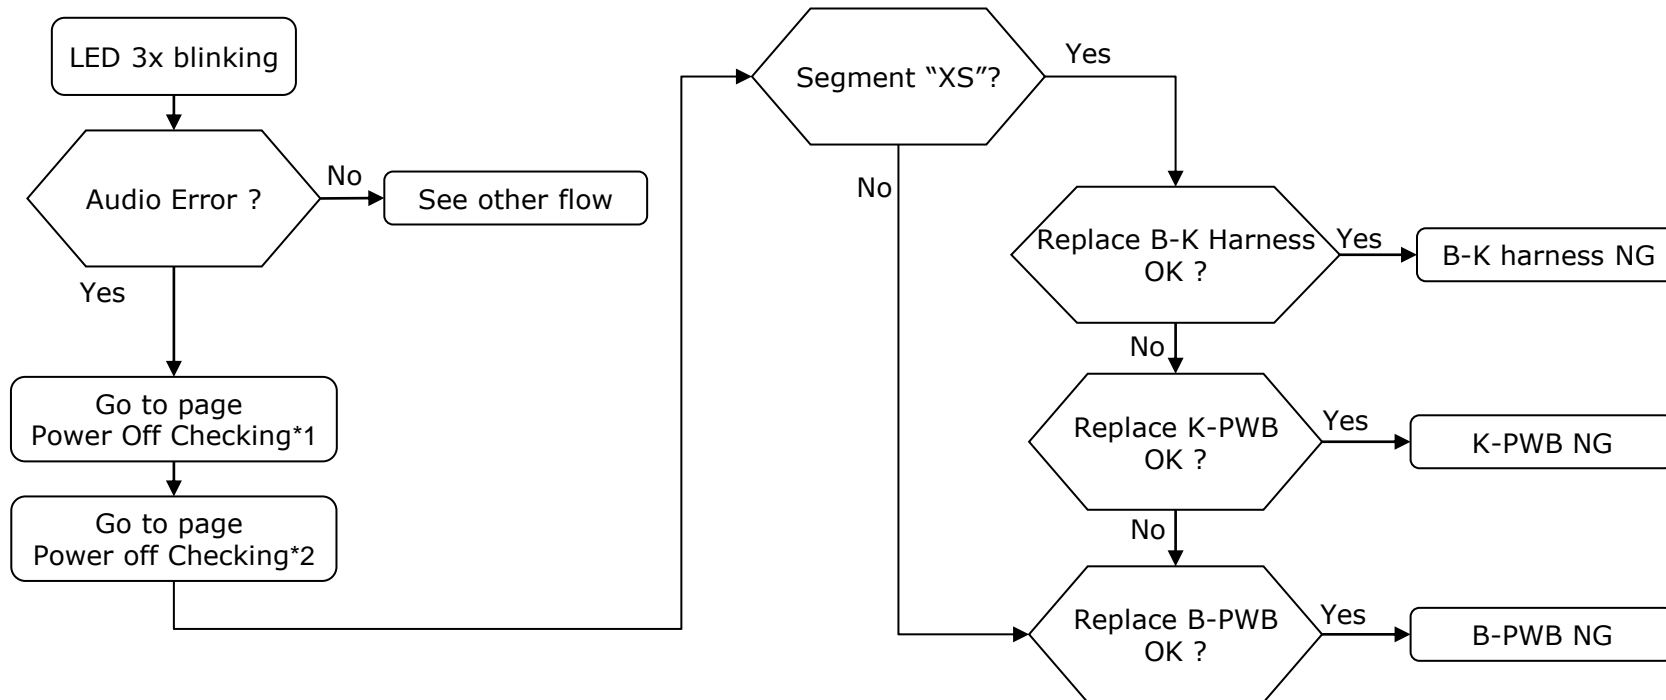 LED 3x blinking
Audio Error ?
No
See other flow
Yes
Go to page
Power Off Checking*1
Go to page
Power off Checking*2
Segment “XS”?
Yes
No
Replace B-K Harness
OK ?
Yes
B-K harness NG
No
Replace K-PWB
OK ?
Yes
K-PWB NG
No
Replace B-PWB
OK ?
Yes
B-PWB NG